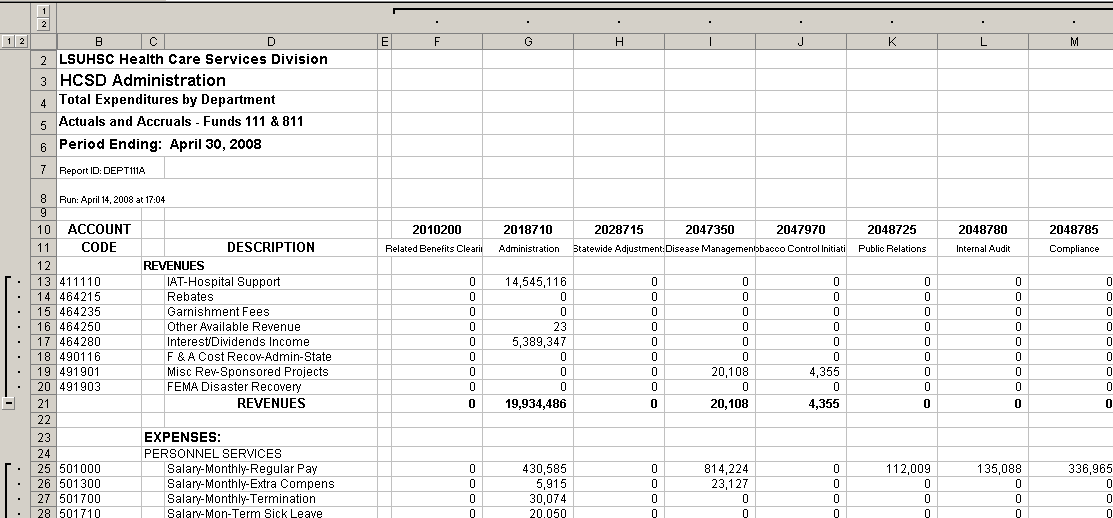 1
2
1 2 B C D E F G H I J K L M
2 LSUHSC Health Care Services Division
3 HCSD Administration
4 Total Expenditures by Department
5 Actuals and Accruals - Funds 111 & 811
6 Period Ending: April 30, 2008
7 Report ID: DEPT111A
8 Run: April 14, 2008 at 17:04
9
10 ACCOUNT 2010200 2018710 2028715 2047350 2047970 2048725 2048780 2048785
11 CODE DESCRIPTION Related Benefits Cleari Administration Statewide Adjustment: Disease Managemen obacco Control Initiati Public Relations Internal Audit Compliance
12 REVENUES
13 411110 IAT-Hospital Support 0 14,545,116 0 0 0 0 0 0
14 464215 Rebates 0 0 0 0 0 0 0 0
15 464235 Garnishment Fees 0 0 0 0 0 0 0 0
16 464250 Other Available Revenue 0 23 0 0 0 0 0 0
17 464280 Interest/Dividends Income 0 5,389,347 0 0 0 0 0 0
18 490116 F & A Cost Recov-Admin-State 0 0 0 0 0 0 0 0
19 491901 Misc Rev-Sponsored Projects 0 0 0 20,108 4,355 0 0 0
20 491903 FEMA Disaster Recovery 0 0 0 0 0 0 0 0
21 REVENUES 0 19,934,486 0 20,108 4,355 0 0 0
22
23 EXPENSES:
24 PERSONNEL SERVICES
25 501000 Salary-Monthly-Regular Pay 0 430,585 0 814,224 0 112,009 135,088 336,965
26 501300 Salary-Monthly-Extra Compens 0 5,915 0 23,127 0 0 0 0
27 501700 Salary-Monthly-Termination 0 30,074 0 0 0 0 0 0
28 501710 Salary-Mon-Term Sick Leave 0 20,050 0 0 0 0 0 0